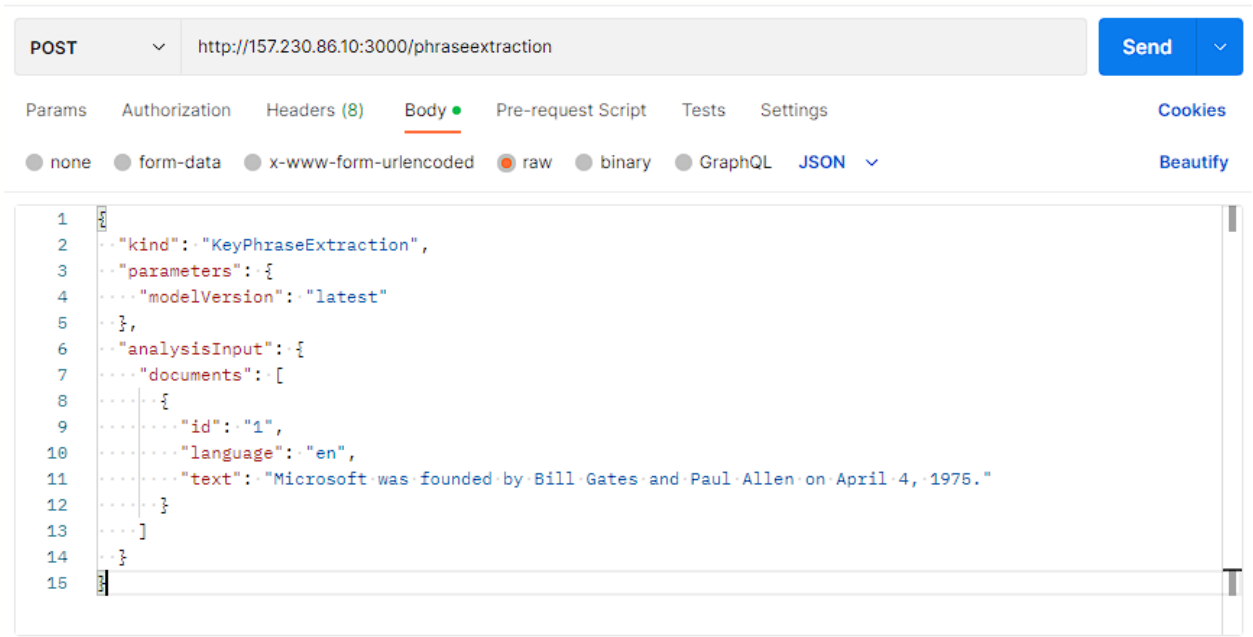 POST http://157.230.86.10:3000/phraseextraction Send
Params Authorization Headers (8) Body Pre-request Script Tests Settings Cookies
none form-data x-www-form-urlencoded raw binary GraphQL JSON Beautify
1 {
2 "kind": "KeyPhraseExtraction",
3 "parameters": {
4 "modelVersion": "latest"
5 },
6 "analysisInput": {
7 "documents": [
8 {
9 "id": "1",
10 "language": "en",
11 "text": "Microsoft was founded by Bill Gates and Paul Allen on April 4, 1975."
12 }
13 ]
14 }
15 }